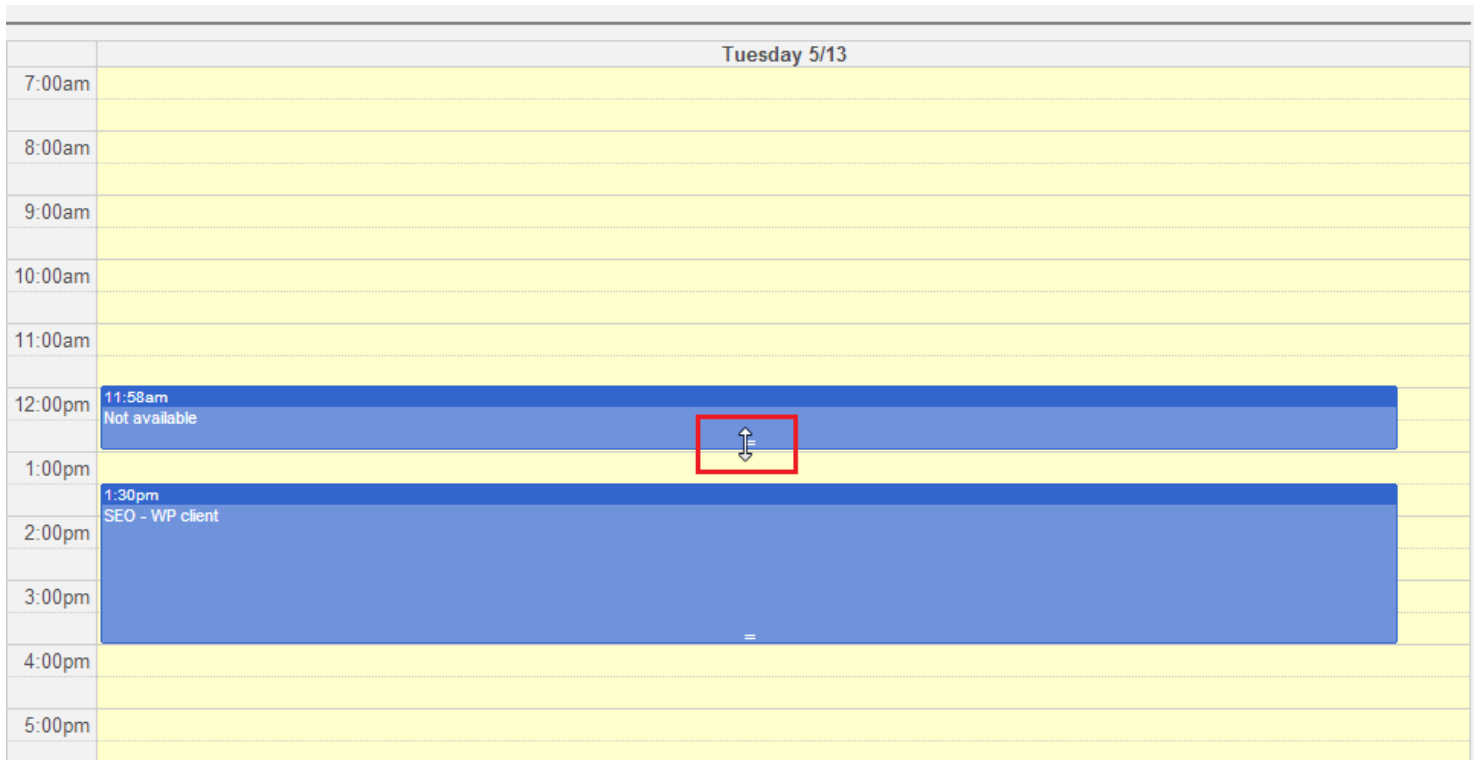 Tuesday 5/13
7:00am
8:00am
9:00am
10:00am
11:00am
12:00pm
11:58am
Not available
=
1:00pm
1:30pm
SEO - WP client
2:00pm
3:00pm
=
4:00pm
5:00pm